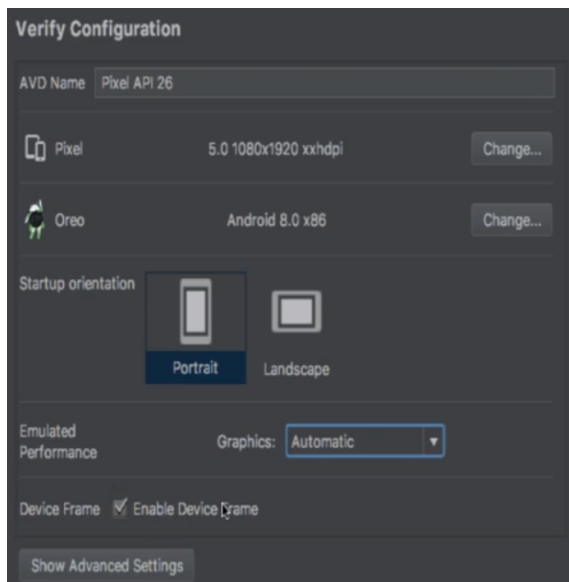 Verify Configuration
AVD Name Pixel API 26
Pixel 5.0 1080x1920 xxhdpi Change...
Oreo Android 8.0 x86 Change...
Startup orientation
Portrait Landscape
Emulated
Performance
Graphics: Automatic
Device Frame Enable Device Frame
Show Advanced Settings